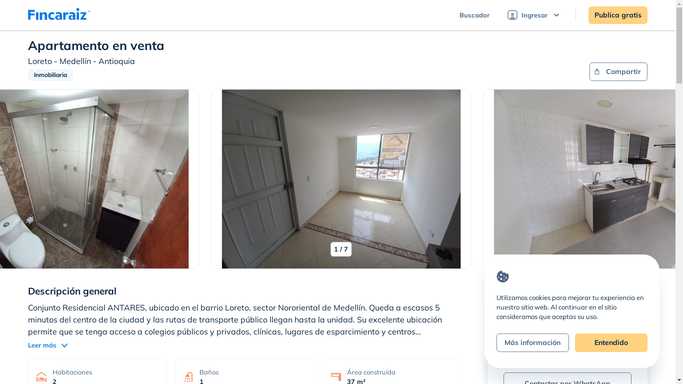 Fincaraiz
Buscador
Ingresar
Publica gratis
Apartamento en venta
Loreto - Medellín - Antioquia
Inmobiliaria
Compartir
1 / 7
Descripción general
Conjunto Residencial ANTARES, ubicado en el barrio Loreto, sector Nororiental de Medellín. Queda a escasos 5
minutos del centro de la ciudad y las rutas de transporte público llegan hasta la unidad. Su excelente ubicación
permite que se tenga acceso a colegios públicos y privados, clínicas, lugares de esparcimiento y centros...
Leer más
Habitaciones
2
Baños
1
Área construida
37 m²
Utilizamos cookies para mejorar tu experiencia en
nuestro sitio web. Al continuar en el sitio
consideramos que aceptas su uso.
Más información
Entendido
Contactar por WhatsApp